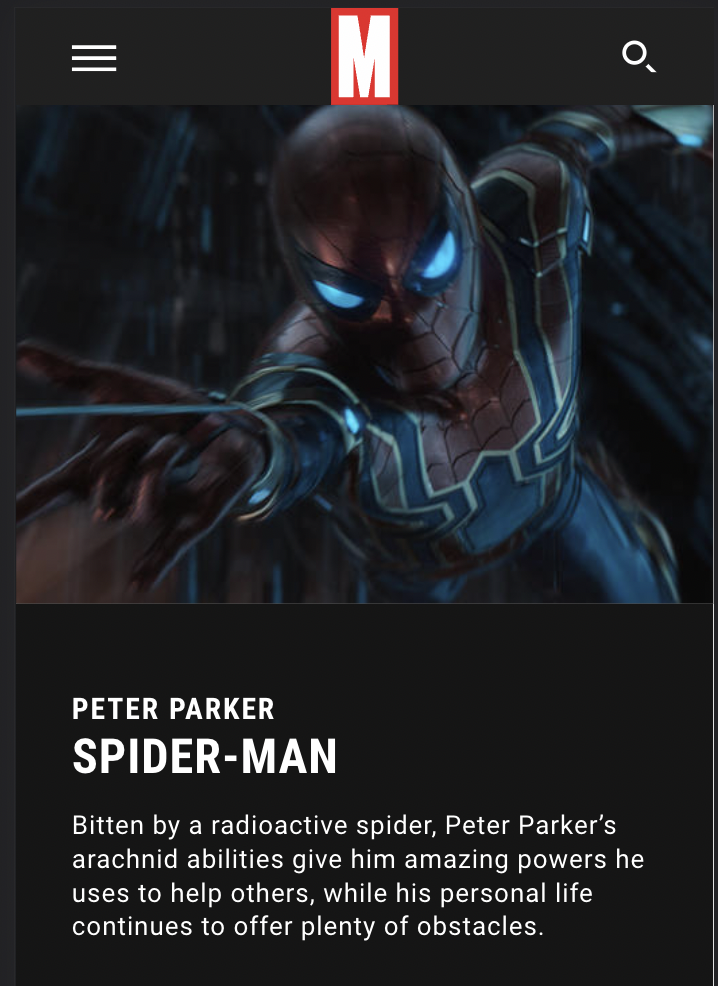 M
PETER PARKER
SPIDER-MAN
Bitten by a radioactive spider, Peter Parker’s
arachnid abilities give him amazing powers he
uses to help others, while his personal life
continues to offer plenty of obstacles.